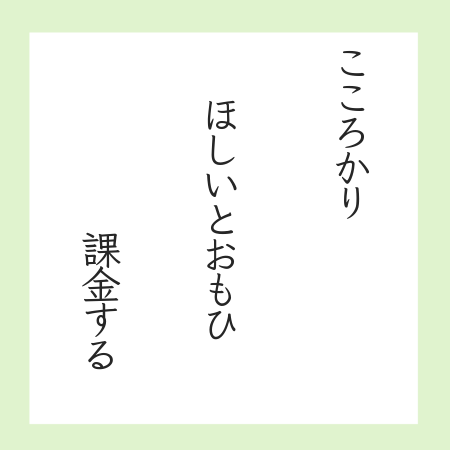 こころかり
ほしいとおもひ
課金する